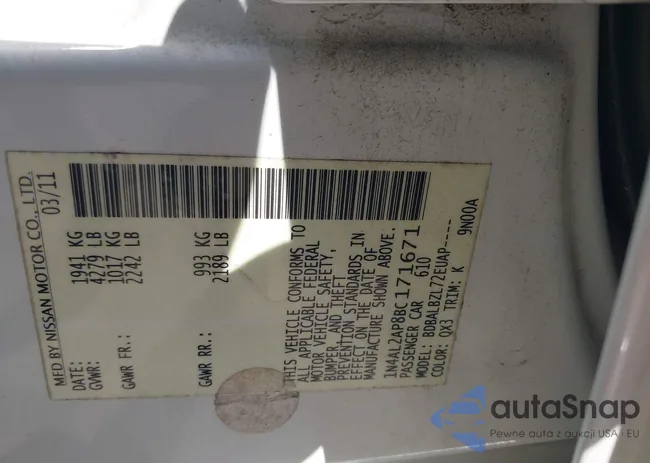 MFD BY NISSAN MOTOR CO., LTD.
DATE: 03/11
GVWR: 1941 KG
4279 LB
GAWR FR: 1017 KG
2242 LB
GAWR RR: 993 KG
2189 LB
THIS VEHICLE CONFORMS TO
ALL APPLICABLE FEDERAL
MOTOR VEHICLE SAFETY,
BUMPER, AND THEFT
PREVENTION STANDARDS IN
EFFECT ON THE DATE OF
MANUFACTURE SHOWN ABOVE.
1N4AL2AP8BC171671
PASSENGER CAR 610
MODEL: BDBALBZL72EUAP----
COLOR: QX3 TRIM: K 9N00A
autaSnap
Pewne auta z aukcji USA i EU